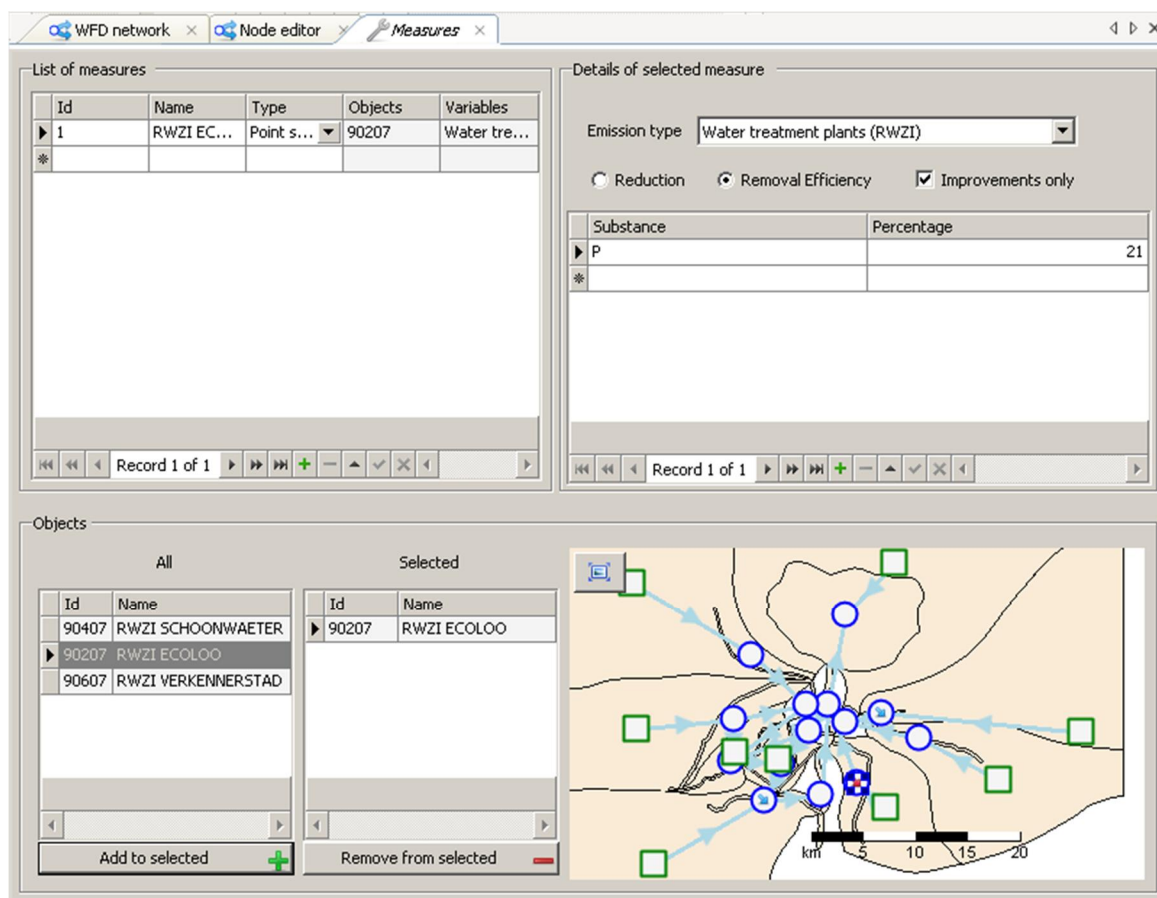 WFD network Node editor Measures
List of measures
Id Name Type Objects Variables
1 RWZI EC... Point s... 90207 Water tre...
Record 1 of 1
Details of selected measure
Emission type Water treatment plants (RWZI)
Reduction Removal Efficiency Improvements only
Substance Percentage
P 21
Record 1 of 1
Objects
All
Id Name
90407 RWZI SCHOONWAETER
90207 RWZI ECOLOO
90607 RWZI VERKENNERSTAD
Add to selected
Selected
Id Name
90207 RWZI ECOLOO
Remove from selected
km 5 10 15 20